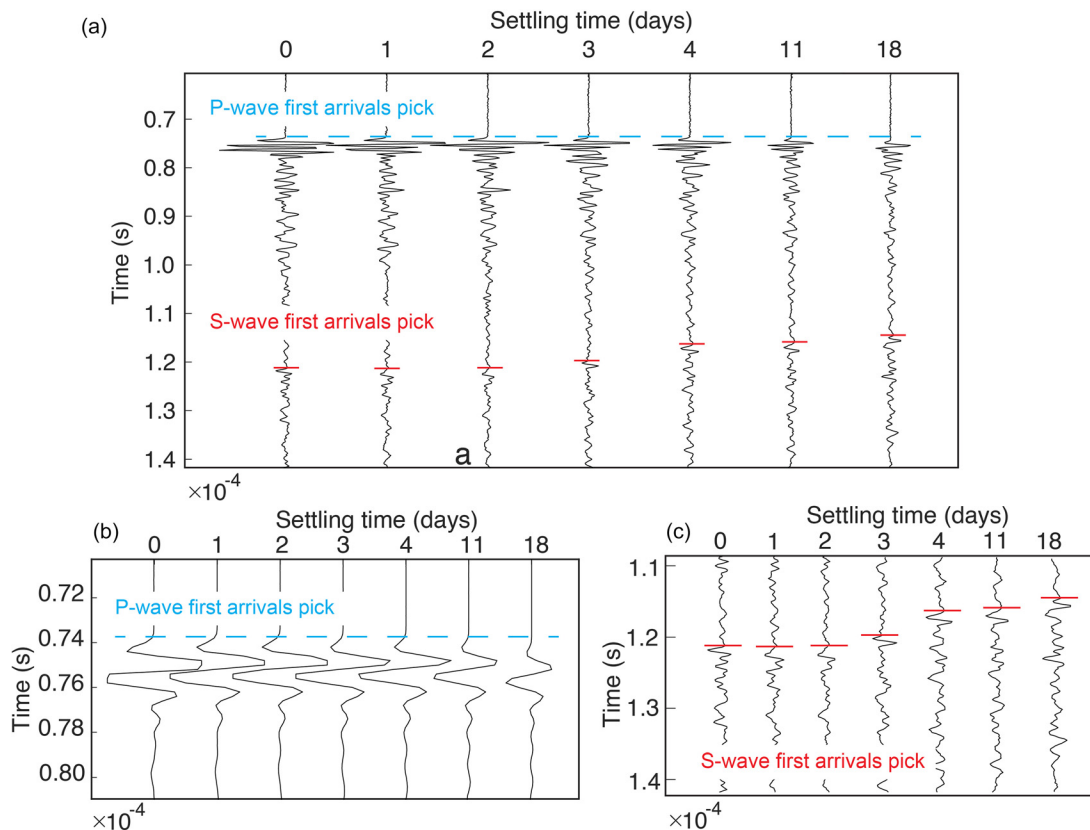 (a)
Settling time (days)
0 1 2 3 4 11 18
P-wave first arrivals pick
0.7
0.8
0.9
1.0
1.1
1.2
1.3
1.4
Time (s)
S-wave first arrivals pick
a
×10-4
(b)
Settling time (days)
0 1 2 3 4 11 18
P-wave first arrivals pick
0.72
0.74
0.76
0.78
0.80
Time (s)
×10-4
(c)
Settling time (days)
0 1 2 3 4 11 18
1.1
1.2
1.3
1.4
Time (s)
S-wave first arrivals pick
×10-4